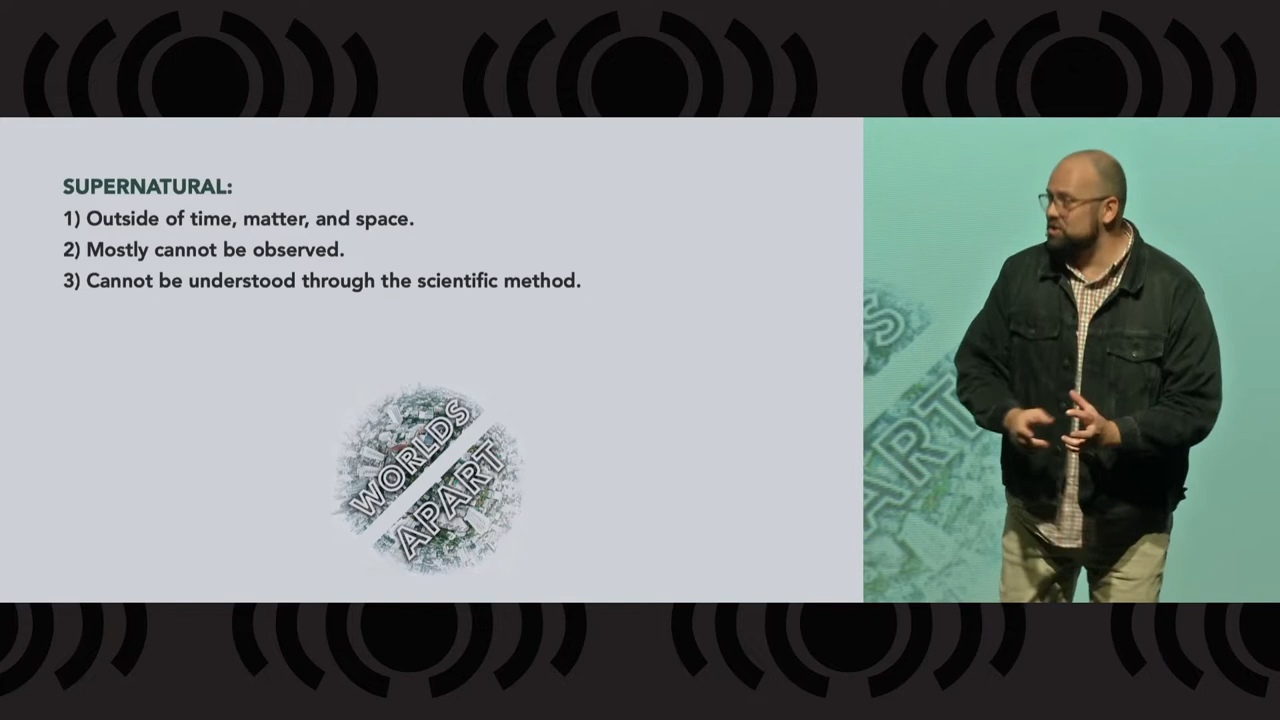 SUPERNATURAL:
1) Outside of time, matter, and space.
2) Mostly cannot be observed.
3) Cannot be understood through the scientific method.
WORLDS
APART
S
ART